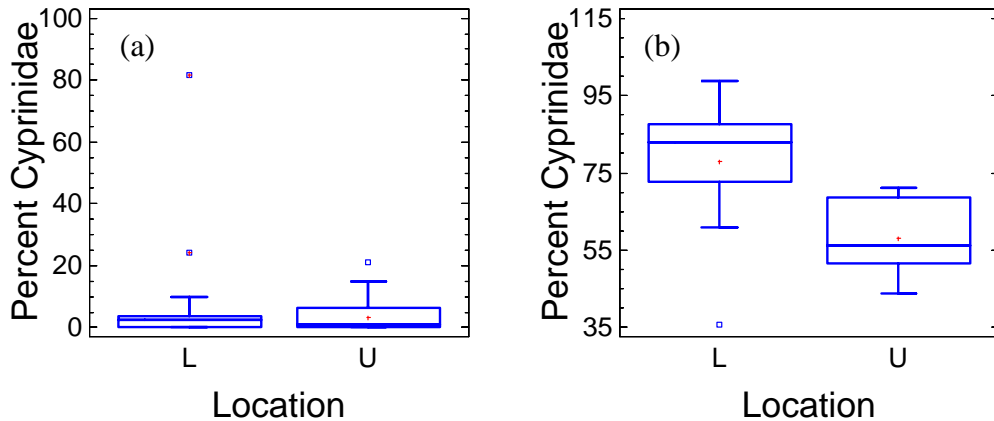 (a)
Percent Cyprinidae
100
80
60
40
20
0
L U
Location
(b)
Percent Cyprinidae
115
95
75
55
35
L U
Location